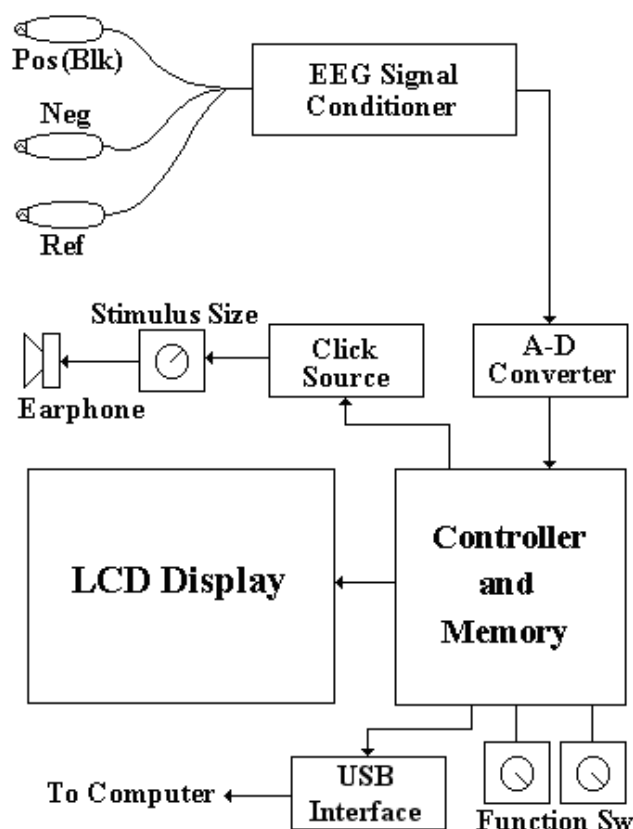 Pos(Blk)
EEG Signal
Conditioner
Neg
Ref
Stimulus Size
Click
Source
A-D
Converter
Earphone
LCD Display
Controller
and
Memory
To Computer
USB
Interface
Function Sw